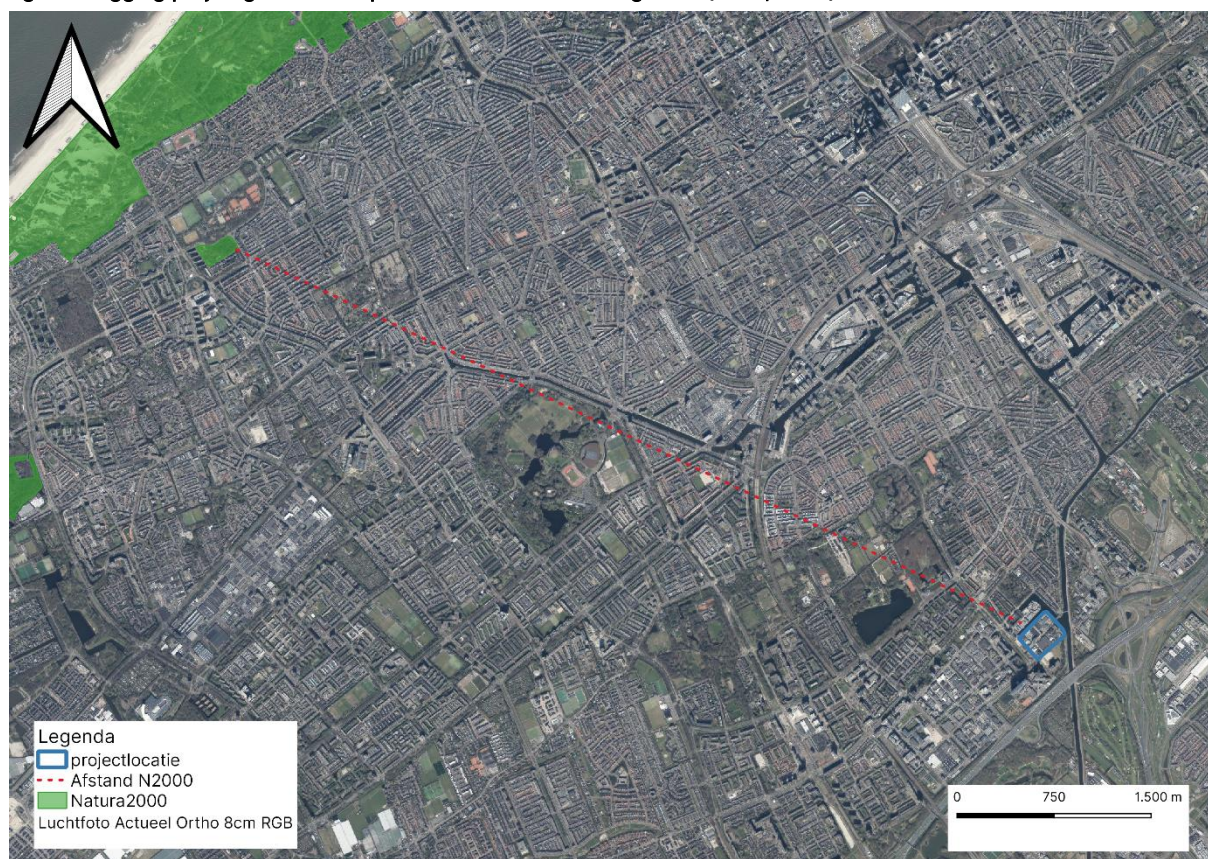 Legenda
projectlocatie
Afstand N2000
Natura2000
Luchtfoto Actueel Ortho 8cm RGB
0 750 1.500 m